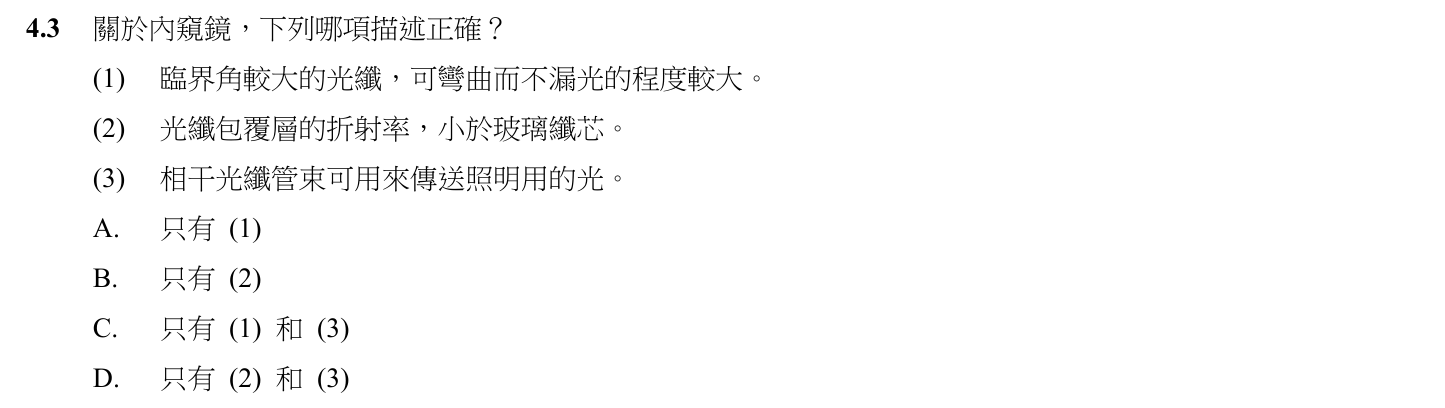 4.3 關於內窺鏡，下列哪項描述正確？
(1) 臨界角較大的光纖，可彎曲而不漏光的程度較大。
(2) 光纖包覆層的折射率，小於玻璃纖芯。
(3) 相干光纖管束可用來傳送照明用的光。
A. 只有 (1)
B. 只有 (2)
C. 只有 (1) 和 (3)
D. 只有 (2) 和 (3)